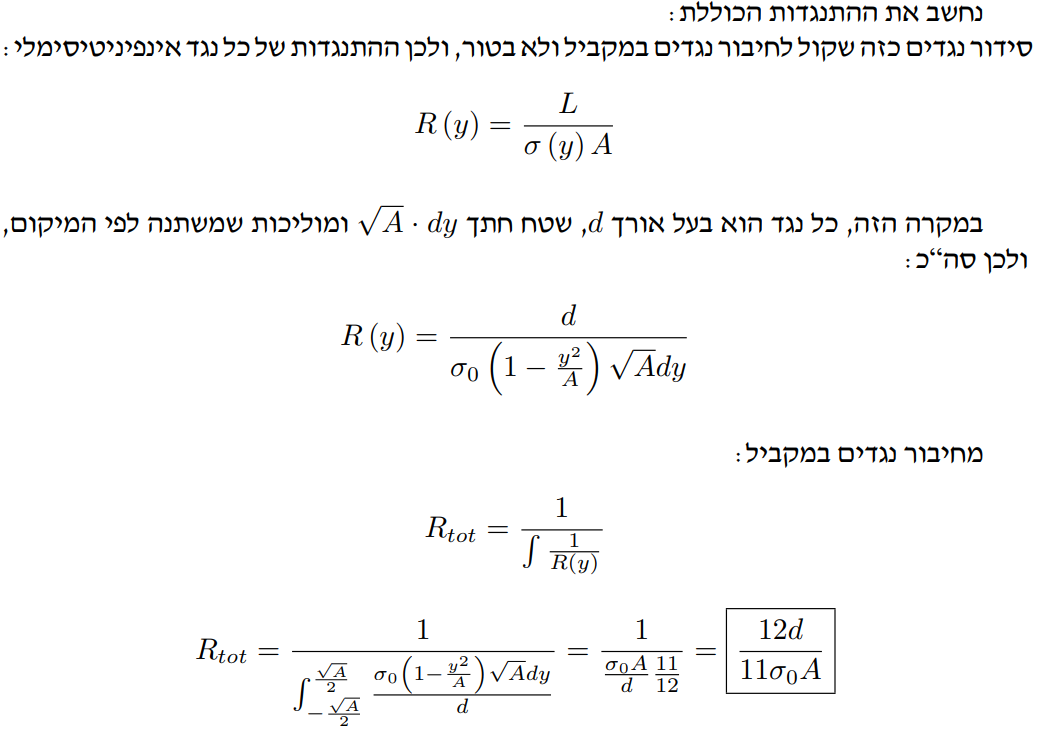 נחשב את ההתנגדות הכוללת:
סידור נגדים כזה שקול לחיבור נגדים במקביל ולא בטור, ולכן ההתנגדות של כל נגד אינפיניטיסימלי:
R(y) = \frac{L}{\sigma(y) A}
במקרה הזה, כל נגד הוא בעל אורך d, שטח חתך \sqrt{A} \cdot dy ומוליכות שמשתנה לפי המיקום,
ולכן סה“כ:
R(y) = \frac{d}{\sigma_0 \left(1 - \frac{y^2}{A}\right) \sqrt{A} dy}
מחיבור נגדים במקביל:
R_{tot} = \frac{1}{\int \frac{1}{R(y)}}
R_{tot} = \frac{1}{\int_{-\frac{\sqrt{A}}{2}}^{\frac{\sqrt{A}}{2}} \frac{\sigma_0 \left(1 - \frac{y^2}{A}\right) \sqrt{A} dy}{d}} = \frac{1}{\frac{\sigma_0 A}{d} \frac{11}{12}} = \boxed{\frac{12d}{11\sigma_0 A}}